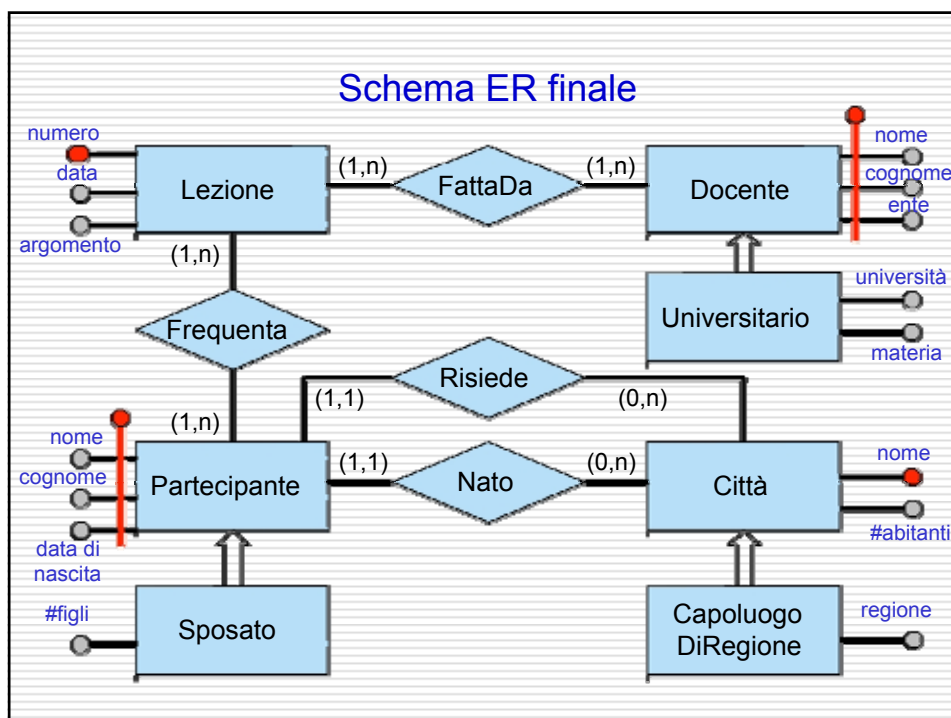 Schema ER finale
numero
data
argomento
Lezione
(1,n)
FattaDa
(1,n)
Docente
nome
cognome
ente
(1,n)
Universitario
università
materia
Frequenta
Risiede
(1,1)
(0,n)
(1,n)
nome
cognome
data di
nascita
Partecipante
(1,1)
Nato
(0,n)
Città
nome
#abitanti
#figli
Sposato
Capoluogo
DiRegione
regione